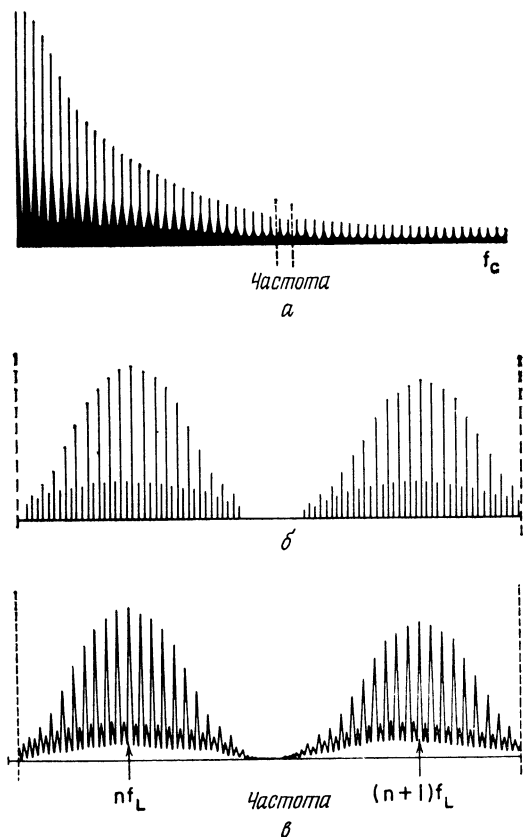 f_c
Частота
а
б
nf_L
Частота
(n+1)f_L
в